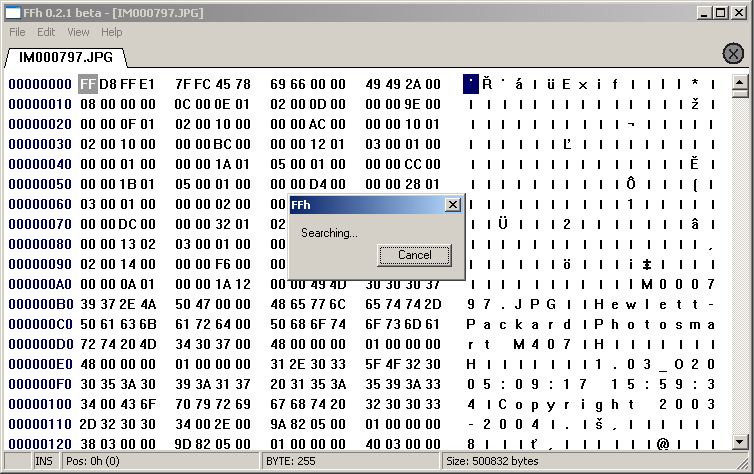 FFh 0.2.1 beta - [IM000797.JPG]
File Edit View Help
IM000797.JPG
00000000 FF D8 FF E1 7F FC 45 78 69 66 00 00 49 49 2A 00 ˙ Ř ˙ á l ü E x i f l l I I * l
00000010 08 00 00 00 0C 00 0E 01 02 00 0D 00 00 00 9E 00
00000020 00 00 0F 01 02 00 10 00 00 00 AC 00 00 00 10 01
00000030 02 00 10 00 00 00 BC 00 00 00 12 01 03 00 01 00
00000040 00 00 01 00 00 00 1A 01 05 00 01 00 00 00 CC 00
00000050 00 00 1B 01 05 00 01 00 00 00 D4 00 00 00 28 01
00000060 03 00 01 00 00 00 02 00 00 1
00000070 00 00 DC 00 00 00 32 01 02
00000080 00 00 13 02 03 00 01 00 00
00000090 02 00 14 00 00 00 F6 00 00
000000A0 00 00 0A 01 00 00 1A 12 00 00 49 4D 30 30 30 37 M 0 0 0 7
000000B0 39 37 2E 4A 50 47 00 00 48 65 77 6C 65 74 74 2D 9 7 . J P G l l H e w l e t t -
000000C0 50 61 63 6B 61 72 64 00 50 68 6F 74 6F 73 6D 61 P a c k a r d l P h o t o s m a
000000D0 72 74 20 4D 34 30 37 00 48 00 00 00 01 00 00 00 r t M 4 0 7 l H l l l l l l l
000000E0 48 00 00 00 01 00 00 00 31 2E 30 33 5F 4F 32 30 H l l l l l l l 1 . 0 3 _ O 2 0
000000F0 30 35 3A 30 39 3A 31 37 20 31 35 3A 35 39 3A 33 0 5 : 0 9 : 1 7 1 5 : 5 9 : 3
00000100 34 00 43 6F 70 79 72 69 67 68 74 20 32 30 30 33 4 l C o p y r i g h t 2 0 0 3
00000110 2D 32 30 30 34 00 2E 00 9A 82 05 00 01 00 00 00 - 2 0 0 4 l . l š ‚ l l l l l l
00000120 38 03 00 00 9D 82 05 00 01 00 00 00 40 03 00 00 8 l l l ť ‚ l l l l l l @ l l l
FFh
Searching...
Cancel
INS Pos: 0h (0) BYTE: 255 Size: 500832 bytes